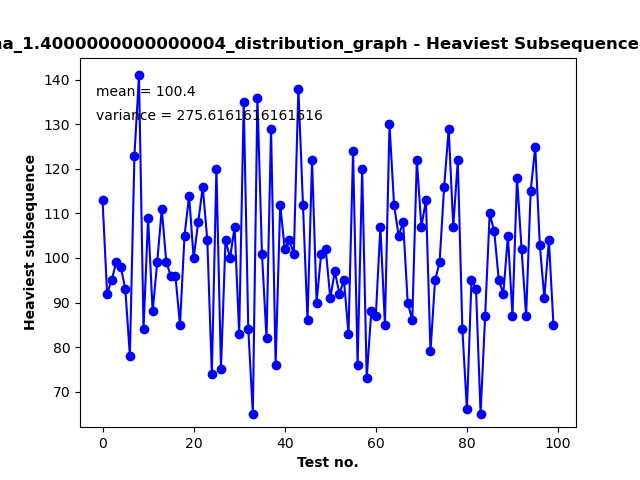 a_1.4000000000000004_distribution_graph - Heaviest Subsequence
mean = 100.4
variance = 275.6161616161616
Heaviest subsequence
140
130
120
110
100
90
80
70
0 20 40 60 80 100
Test no.